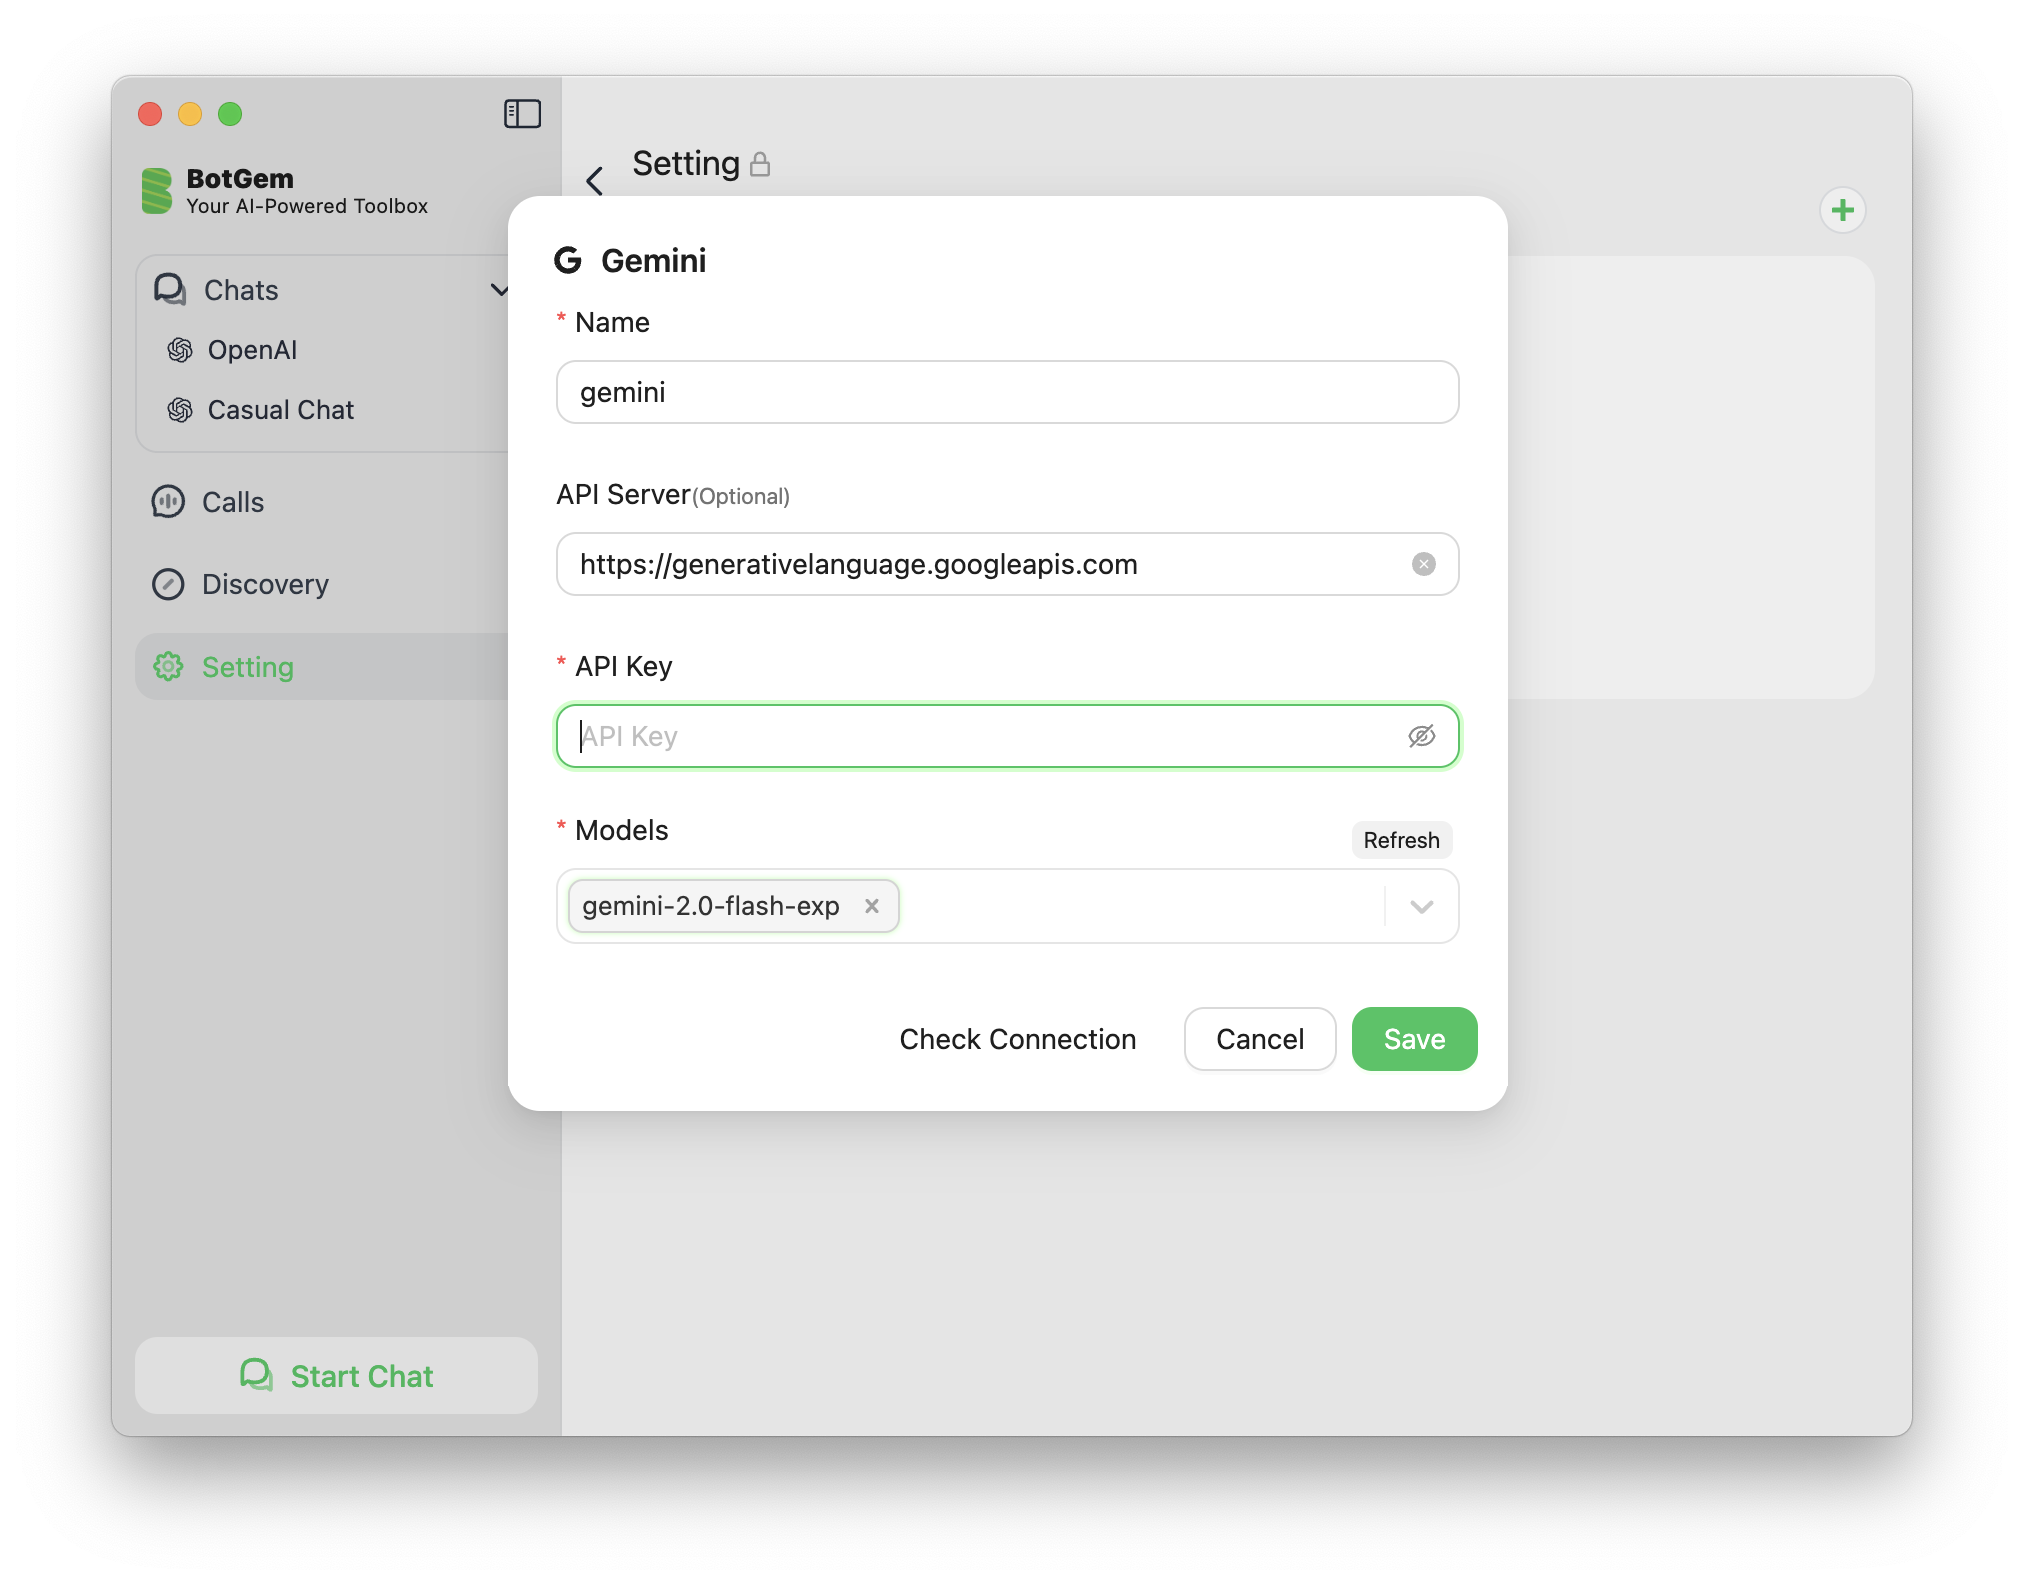 BotGem
Your AI-Powered Toolbox
Chats
OpenAI
Casual Chat
Calls
Discovery
Setting
Start Chat
Setting
Gemini
* Name
gemini
API Server(Optional)
https://generativelanguage.googleapis.com
* API Key
API Key
* Models
Refresh
gemini-2.0-flash-exp
Check Connection
Cancel
Save